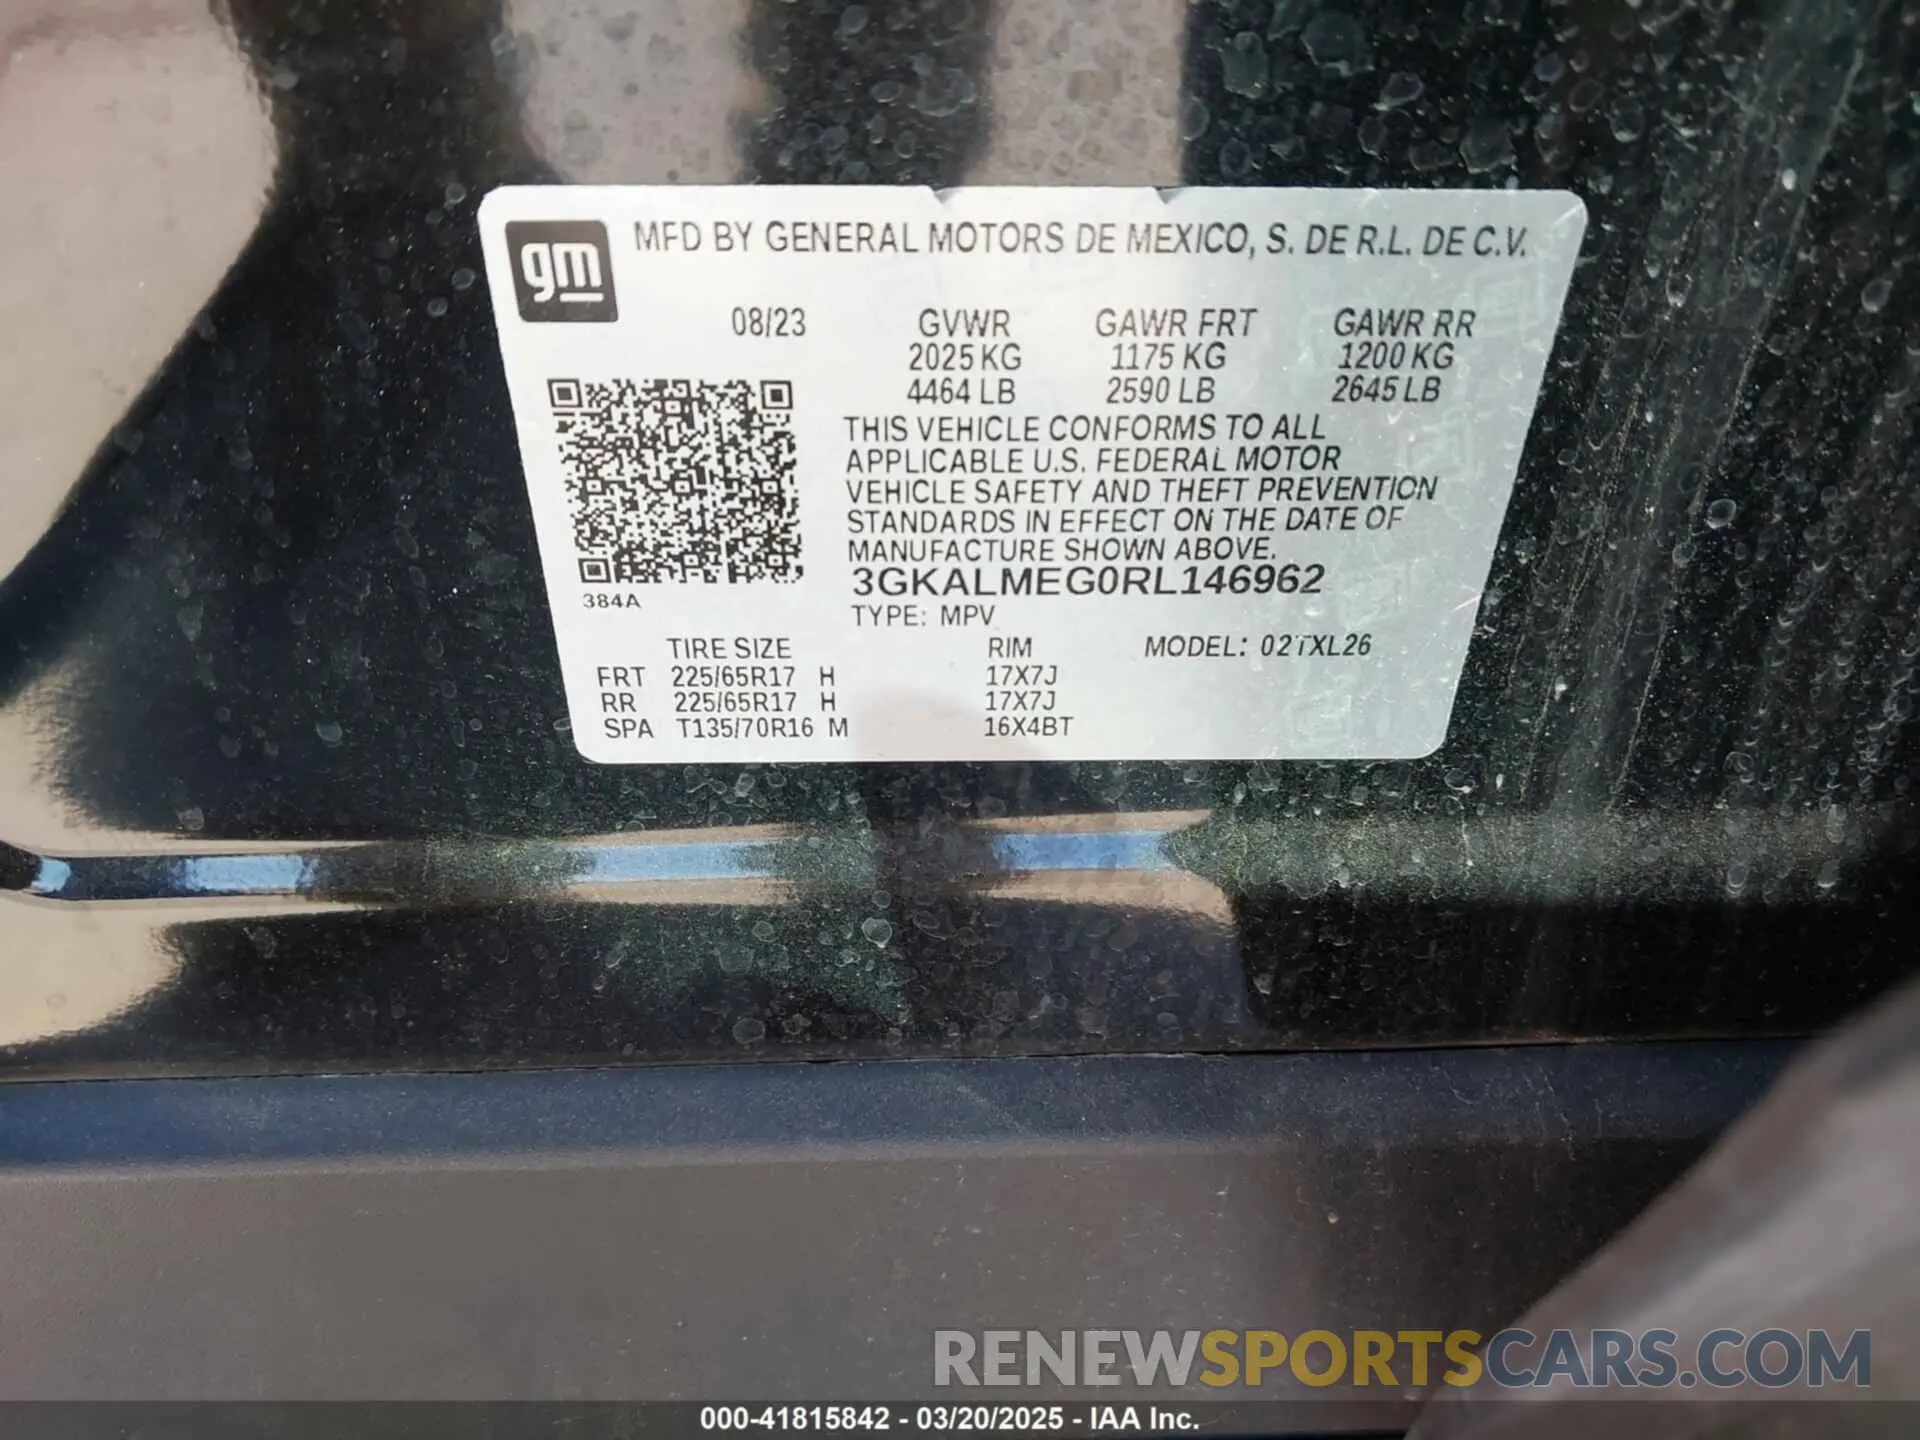 gm
MFD BY GENERAL MOTORS DE MEXICO, S. DE R.L. DE C.V.
08/23 GVWR GAWR FRT GAWR RR
2025 KG 1175 KG 1200 KG
4464 LB 2590 LB 2645 LB
THIS VEHICLE CONFORMS TO ALL
APPLICABLE U.S. FEDERAL MOTOR
VEHICLE SAFETY AND THEFT PREVENTION
STANDARDS IN EFFECT ON THE DATE OF
MANUFACTURE SHOWN ABOVE.
3GKALMEG0RL146962
384A
TYPE: MPV
TIRE SIZE RIM MODEL: 02TXL26
FRT 225/65R17 H 17X7J
RR 225/65R17 H 17X7J
SPA T135/70R16 M 16X4BT
RENEWSPORTSCARS.COM
000-41815842 - 03/20/2025 - IAA Inc.